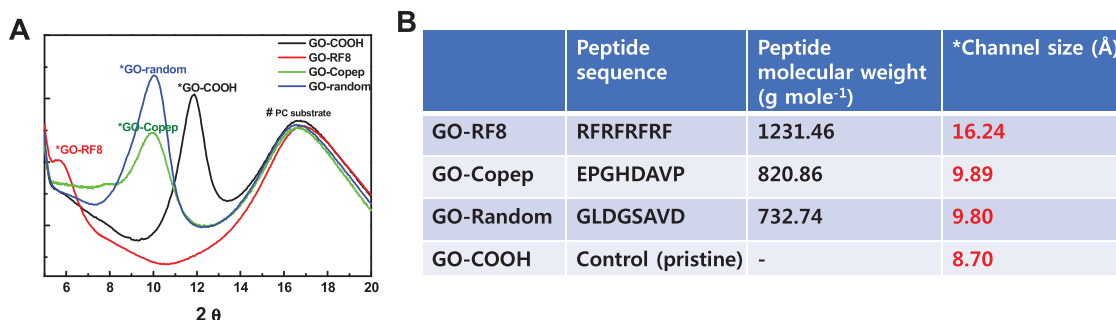 A
GO-COOH
GO-RF8
GO-Copep
GO-random
*GO-random
*GO-COOH
# PC substrate
*GO-Copep
*GO-RF8
6 8 10 12 14 16 18 20
2 θ
B
Peptide sequence
Peptide molecular weight (g mole-1)
*Channel size (Å)
GO-RF8 RFRFRFRF 1231.46 16.24
GO-Copep EPGHDAVP 820.86 9.89
GO-Random GLDGSAVD 732.74 9.80
GO-COOH Control (pristine) - 8.70